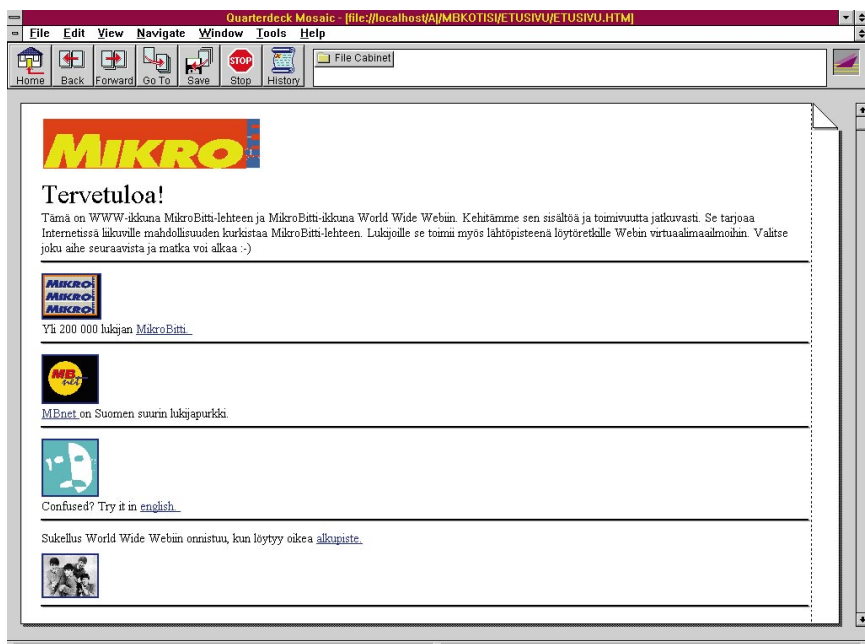 Quarterdeck Mosaic - [file://localhost/A|/MBKOTISI/ETUSIVU/ETUSIVU.HTM]
File Edit View Navigate Window Tools Help
STOP
File Cabinet
Home Back Forward Go To Save Stop History
MIKRO
Tervetuloa!
Tämä on WWW-ikkuna MikroBitti-lehteen ja MikroBitti-ikkuna World Wide Webiin. Kehitämme sen sisältöä ja toimivuutta jatkuvasti. Se tarjoaa
Internetissä liikuville mahdollisuuden kurkistaa MikroBitti-lehteen. Lukijoille se toimii myös lähtöpisteenä löytöretkille Webin virtuaalimaailmoihin. Valitse
joku aihe seuraavista ja matka voi alkaa :-)
MIKRO
MIKRO
MIKRO
Yli 200 000 lukijan MikroBitti.
MB
net
MBnet on Suomen suurin lukijapurkki.
Confused? Try it in english.
Sukellus World Wide Webiin onnistuu, kun löytyy oikea alkupiste.